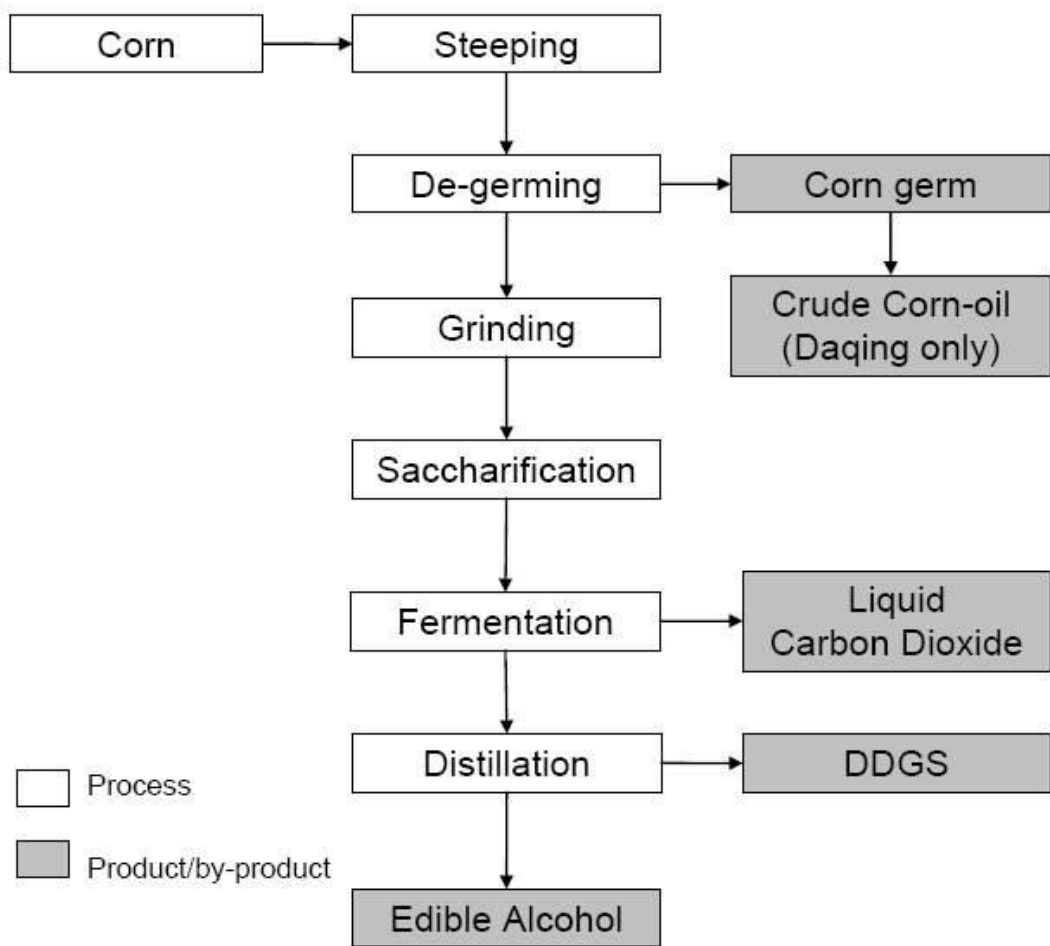 Corn
Steeping
De-germing
Corn germ
Crude Corn-oil
(Daqing only)
Grinding
Saccharification
Fermentation
Liquid
Carbon Dioxide
Distillation
DDGS
Process
Product/by-product
Edible Alcohol